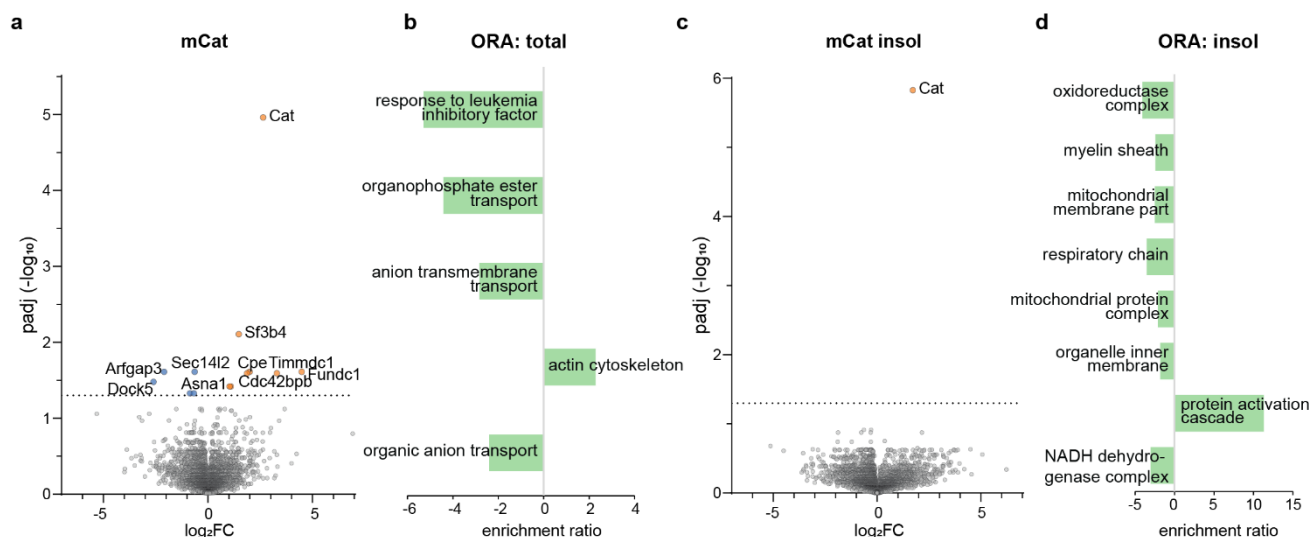 a
mCat
padj (-log₁₀)
5
4
3
2
1
0
Cat
Sf3b4
Arfgap3
Sec14l2
Cpe
Timmdc1
Dock5
Asna1
Cdc42bpb
Fundc1
-5
0
5
log₂FC
b
ORA: total
response to leukemia
inhibitory factor
organophosphate ester
transport
anion transmembrane
transport
actin cytoskeleton
organic anion transport
-6
-4
-2
0
2
4
enrichment ratio
c
mCat insol
padj (-log₁₀)
6
4
2
0
Cat
-5
0
5
log₂FC
d
ORA: insol
oxidoreductase
complex
myelin sheath
mitochondrial
membrane part
respiratory chain
mitochondrial protein
complex
organelle inner
membrane
protein activation
cascade
NADH dehydro-
genase complex
-5
0
5
10
15
enrichment ratio